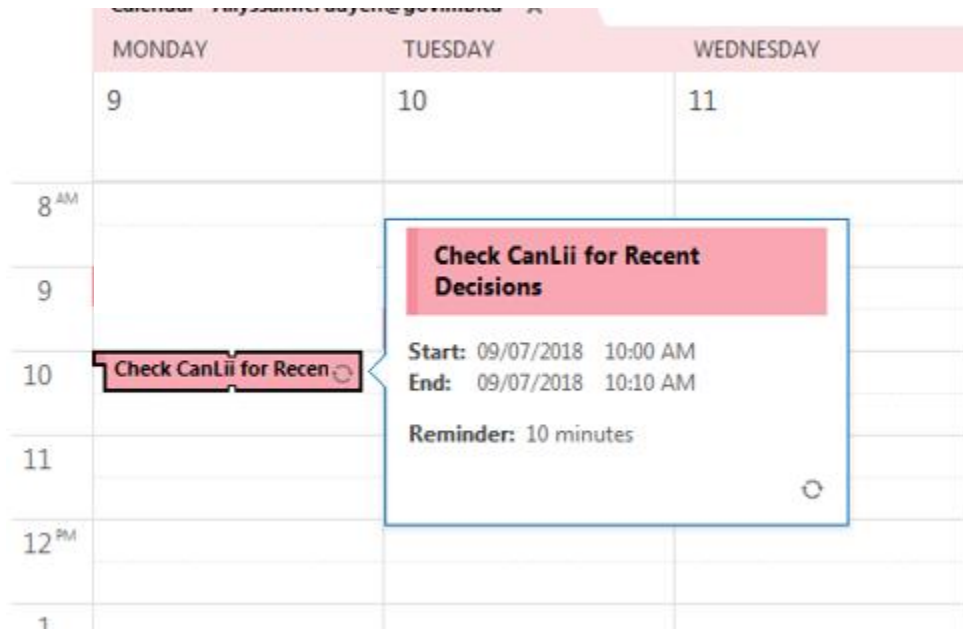 MONDAY TUESDAY WEDNESDAY
9 10 11
8 AM
9
10
11
12 PM
1
Check CanLii for Recen
Check CanLii for Recent
Decisions
Start: 09/07/2018 10:00 AM
End: 09/07/2018 10:10 AM
Reminder: 10 minutes